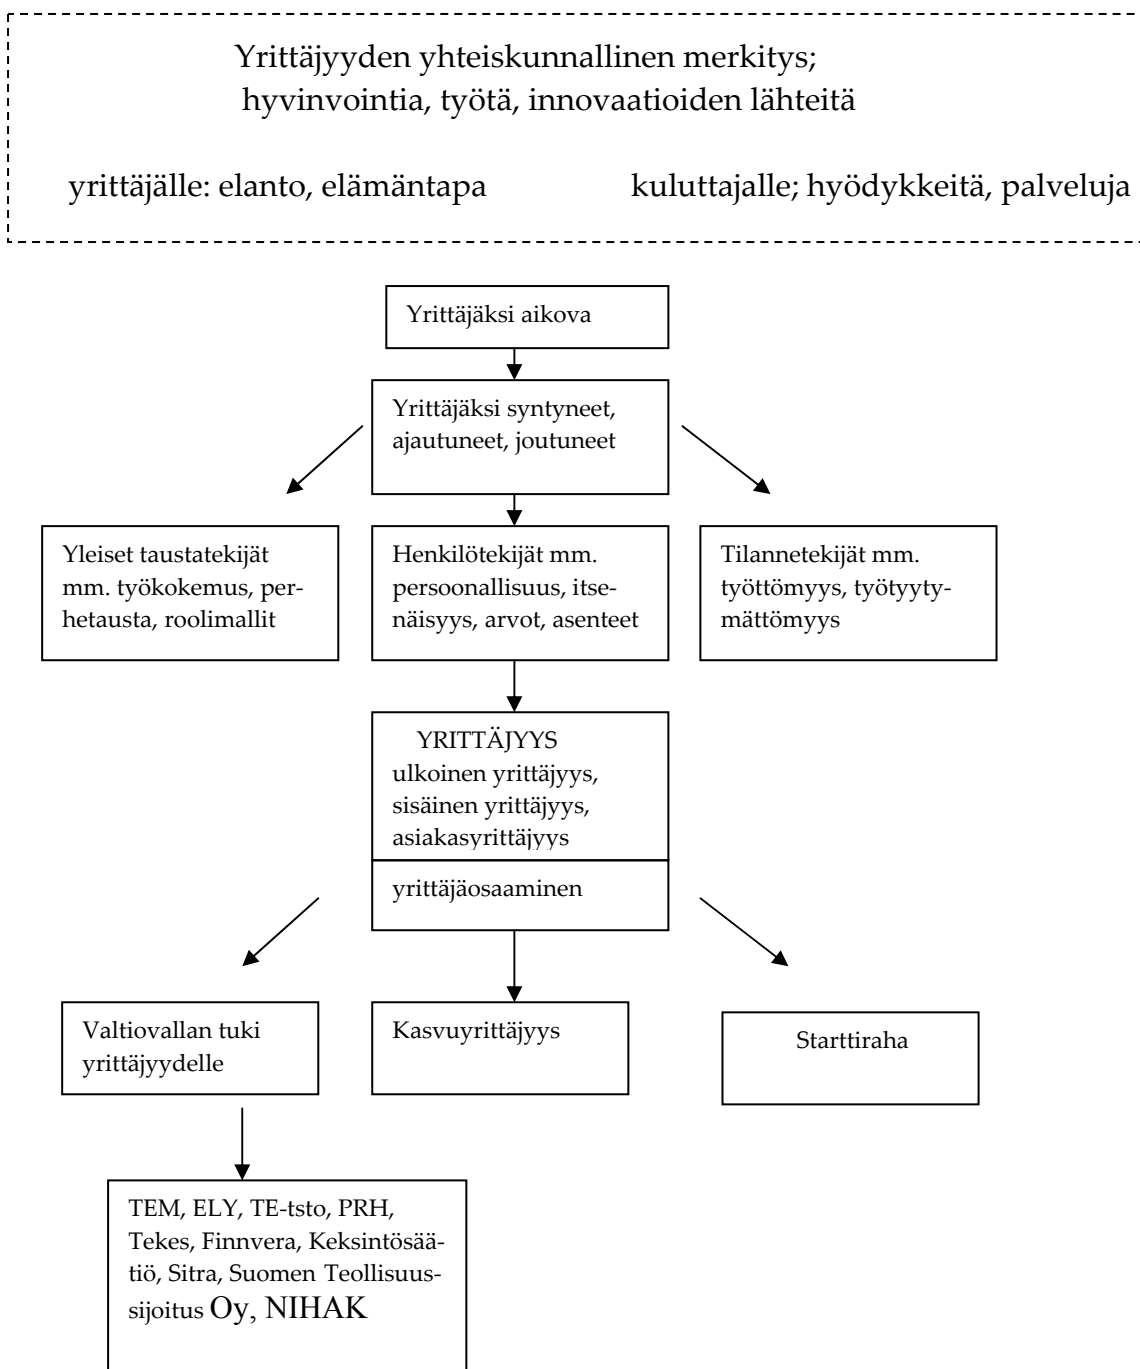 Yrittäjyyden yhteiskunnallinen merkitys;
hyvinvointia, työtä, innovaatioiden lähteitä
yrittäjälle: elanto, elämäntapa
kuluttajalle; hyödykkeitä, palveluja
Yrittäjäksi aikova
Yrittäjäksi syntyneet,
ajautuneet, joutuneet
Yleiset taustatekijät
mm. työkokemus, per-
hetausta, roolimallit
Henkilötekijät mm.
persoonallisuus, itse-
näisyys, arvot, asenteet
Tilannetekijät mm.
työttömyys, työtyyty-
mättömyys
YRITTÄJYYS
ulkoinen yrittäjyys,
sisäinen yrittäjyys,
asiakasyrittäjyys
yrittäjäosaaminen
Valtiovallan tuki
yrittäjyydelle
Kasvuyrittäjyys
Starttiraha
TEM, ELY, TE-tsto, PRH,
Tekes, Finnvera, Keksintösää-
tiö, Sitra, Suomen Teollisuus-
sijoitus Oy, NIHAK